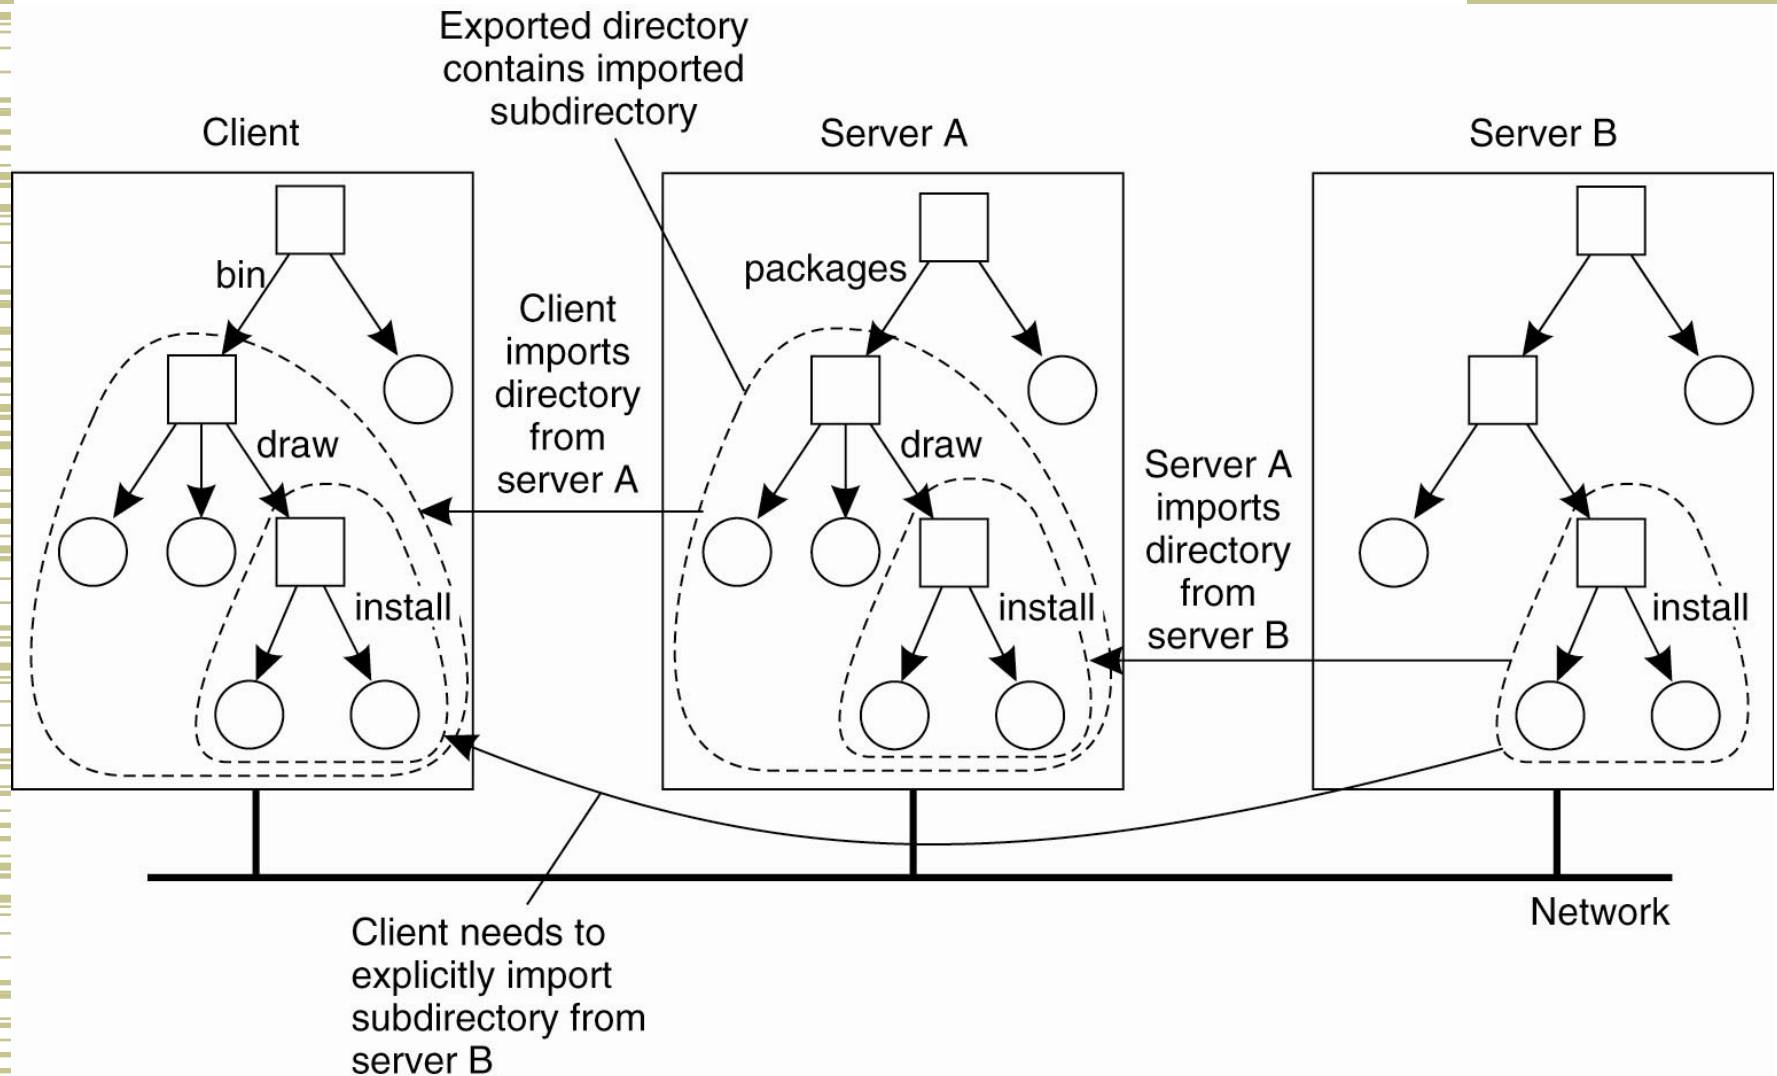 Exported directory
contains imported
subdirectory
Client
Server A
Server B
bin
packages
Client
imports
directory
from
server A
draw
draw
Server A
imports
directory
from
server B
install
install
install
Network
Client needs to
explicitly import
subdirectory from
server B